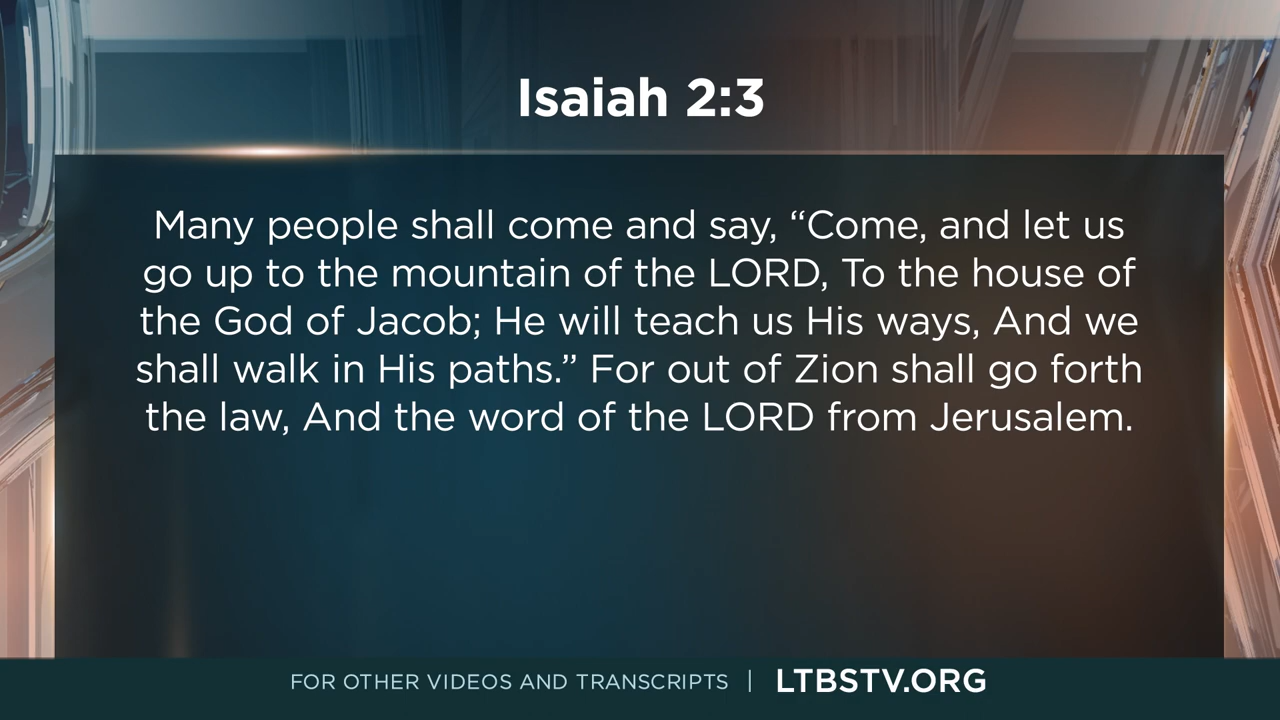 Isaiah 2:3
Many people shall come and say, “Come, and let us
go up to the mountain of the LORD, To the house of
the God of Jacob; He will teach us His ways, And we
shall walk in His paths.” For out of Zion shall go forth
the law, And the word of the LORD from Jerusalem.
FOR OTHER VIDEOS AND TRANSCRIPTS | LTBSTV.ORG